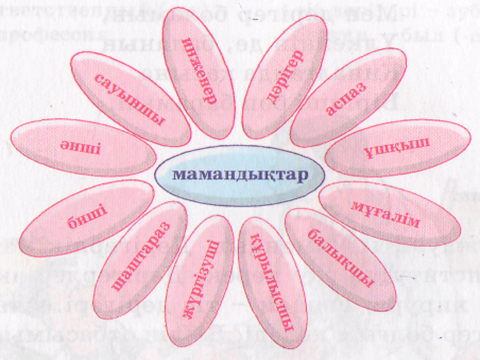 мамандықтар
инженер
дәрігер
аспаз
ұшқыш
мұғалім
балықшы
құрылысшы
жүргізуші
шаштараз
биші
әнші
сауыншы